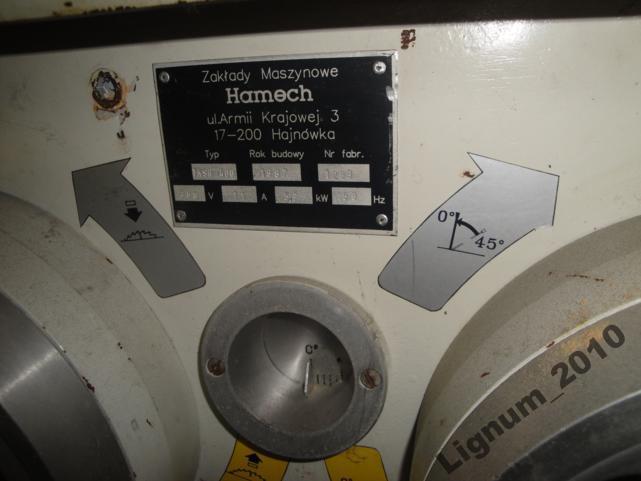 Zakłady Maszynowe
Hamech
ul.Armii Krajowej 3
17-200 Hajnówka
Typ Rok budowy Nr fabr.
V A kW Hz
0° 45°
0°
Lignum_2010